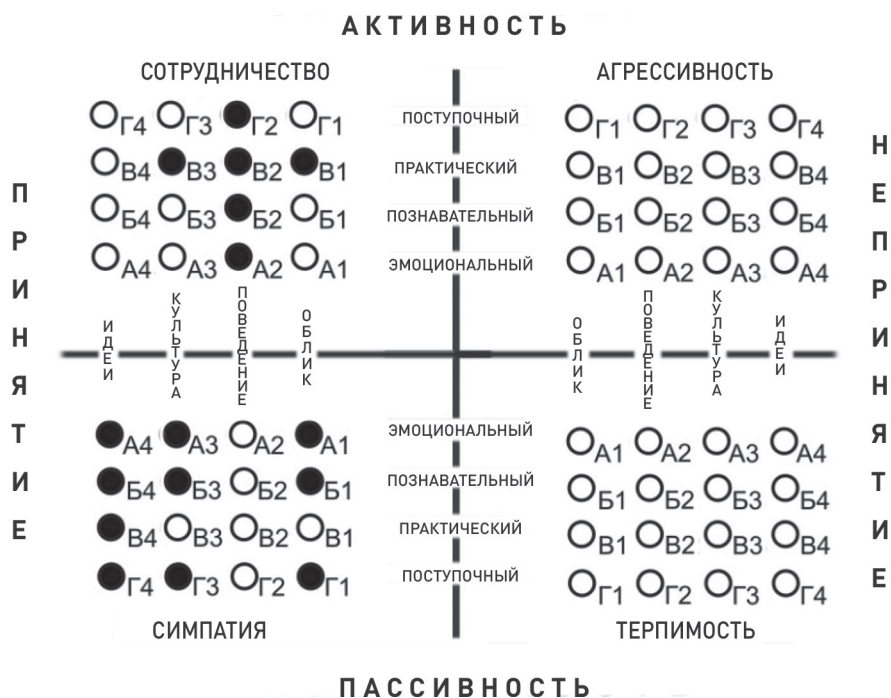 АКТИВНОСТЬ
СОТРУДНИЧЕСТВО АГРЕССИВНОСТЬ
Г4 Г3 Г2 Г1 ПОСТУПОЧНЫЙ Г1 Г2 Г3 Г4
В4 В3 В2 В1 ПРАКТИЧЕСКИЙ В1 В2 В3 В4
Б4 Б3 Б2 Б1 ПОЗНАВАТЕЛЬНЫЙ Б1 Б2 Б3 Б4
А4 А3 А2 А1 ЭМОЦИОНАЛЬНЫЙ А1 А2 А3 А4
ПРИНЯТИЕ
ИДЕИ КУЛЬТУРА ПОВЕДЕНИЕ ОБЛИК ОБЛИК ПОВЕДЕНИЕ КУЛЬТУРА ИДЕИ
НЕПРИНЯТИЕ
А4 А3 А2 А1 ЭМОЦИОНАЛЬНЫЙ А1 А2 А3 А4
Б4 Б3 Б2 Б1 ПОЗНАВАТЕЛЬНЫЙ Б1 Б2 Б3 Б4
В4 В3 В2 В1 ПРАКТИЧЕСКИЙ В1 В2 В3 В4
Г4 Г3 Г2 Г1 ПОСТУПОЧНЫЙ Г1 Г2 Г3 Г4
СИМПАТИЯ ТЕРПИМОСТЬ
ПАССИВНОСТЬ